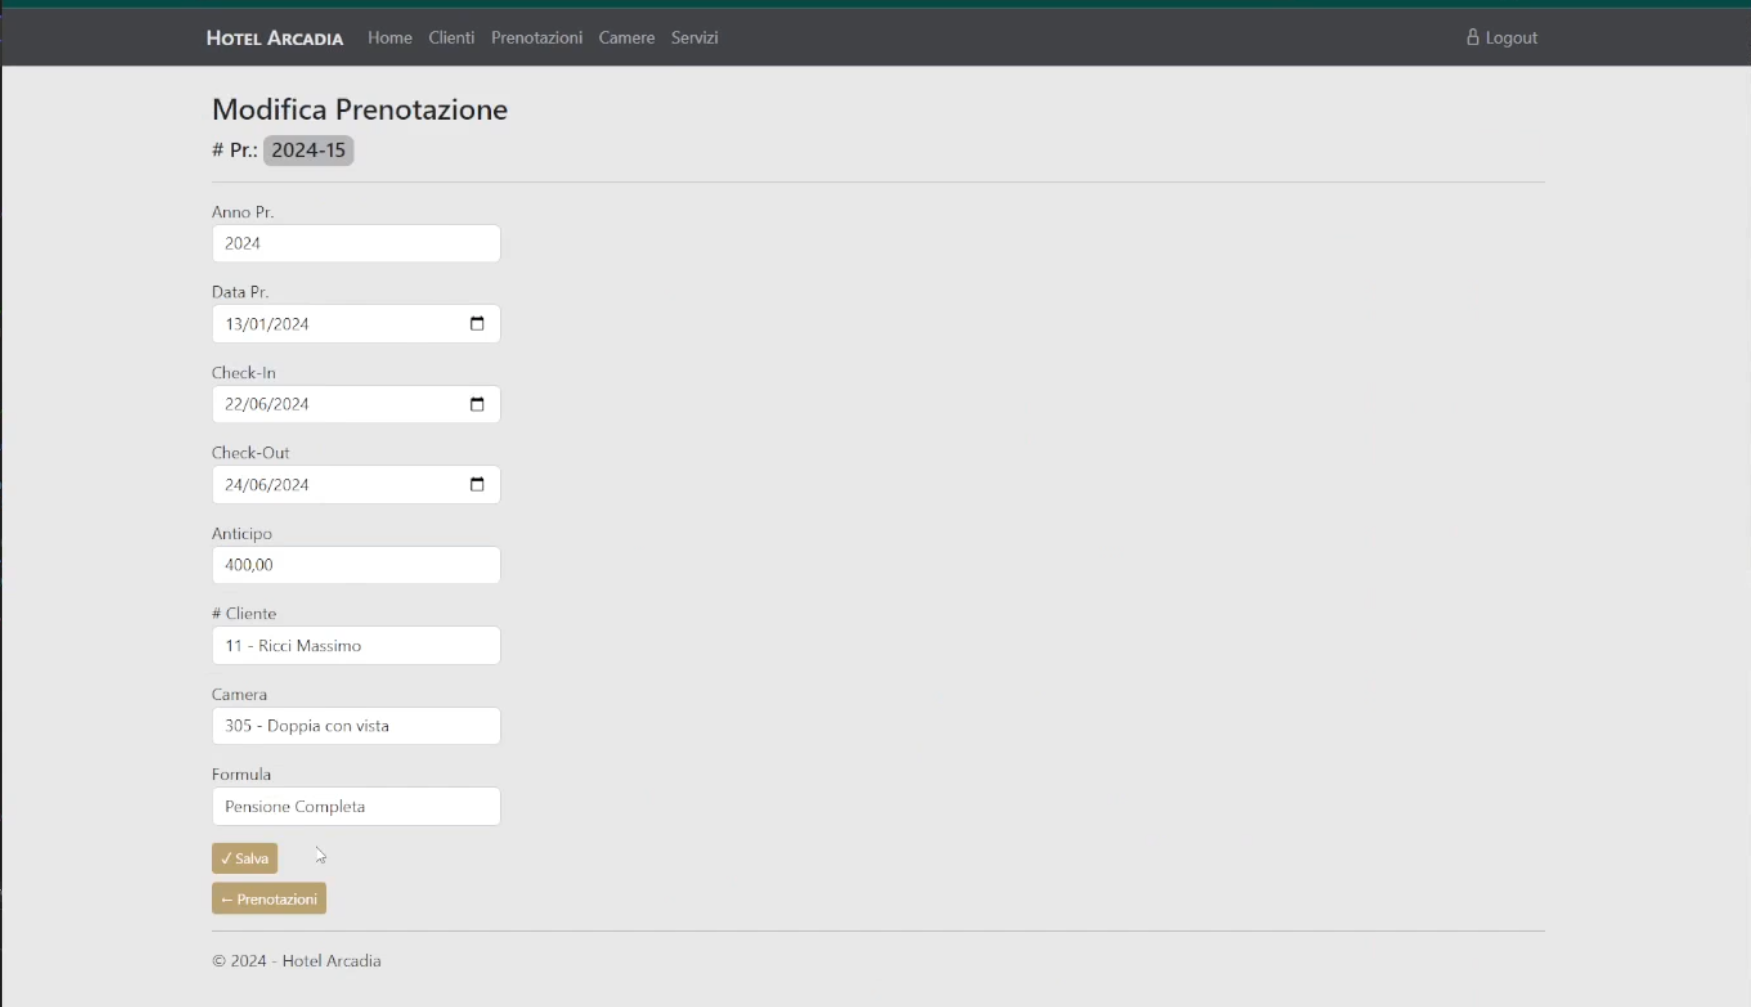 HOTEL ARCADIA Home Clienti Prenotazioni Camere Servizi Logout
Modifica Prenotazione
# Pr.: 2024-15
Anno Pr.
2024
Data Pr.
13/01/2024
Check-In
22/06/2024
Check-Out
24/06/2024
Anticipo
400,00
# Cliente
11 - Ricci Massimo
Camera
305 - Doppia con vista
Formula
Pensione Completa
✓ Salva
← Prenotazioni
© 2024 - Hotel Arcadia